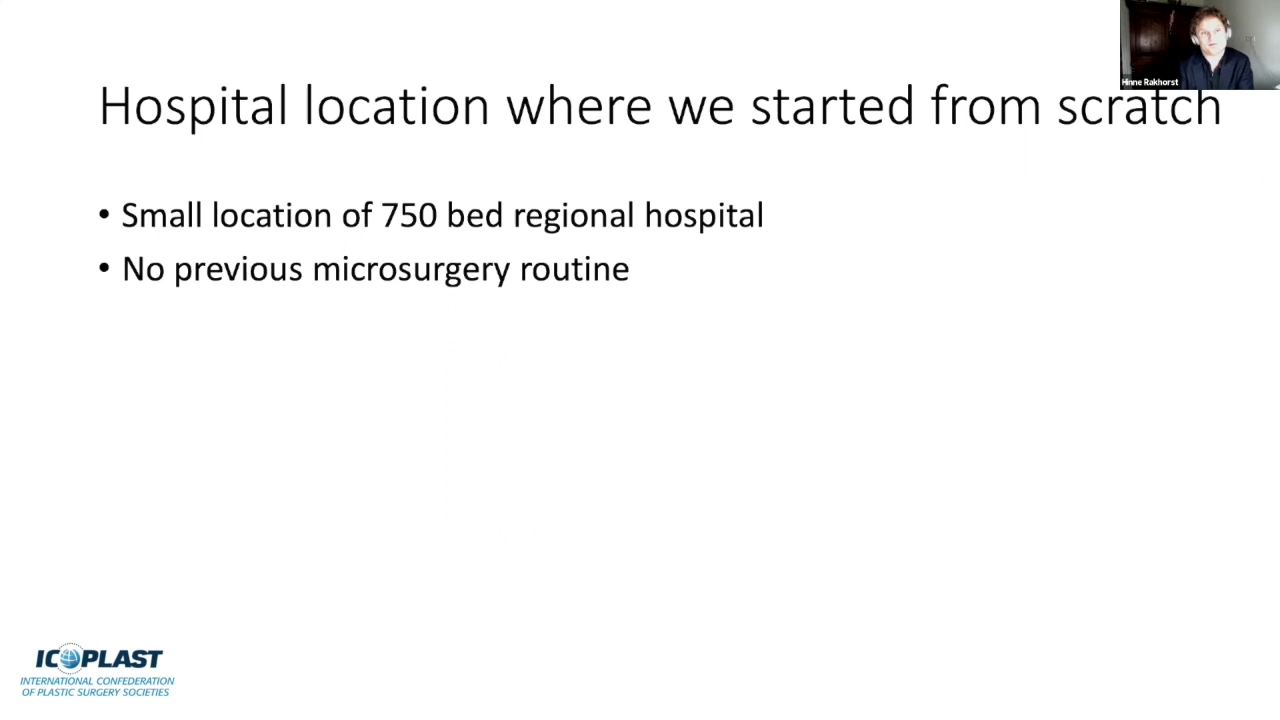 Hinne Rakhorst
Hospital location where we started from scratch
• Small location of 750 bed regional hospital
• No previous microsurgery routine
ICOPLAST
INTERNATIONAL CONFEDERATION
OF PLASTIC SURGERY SOCIETIES